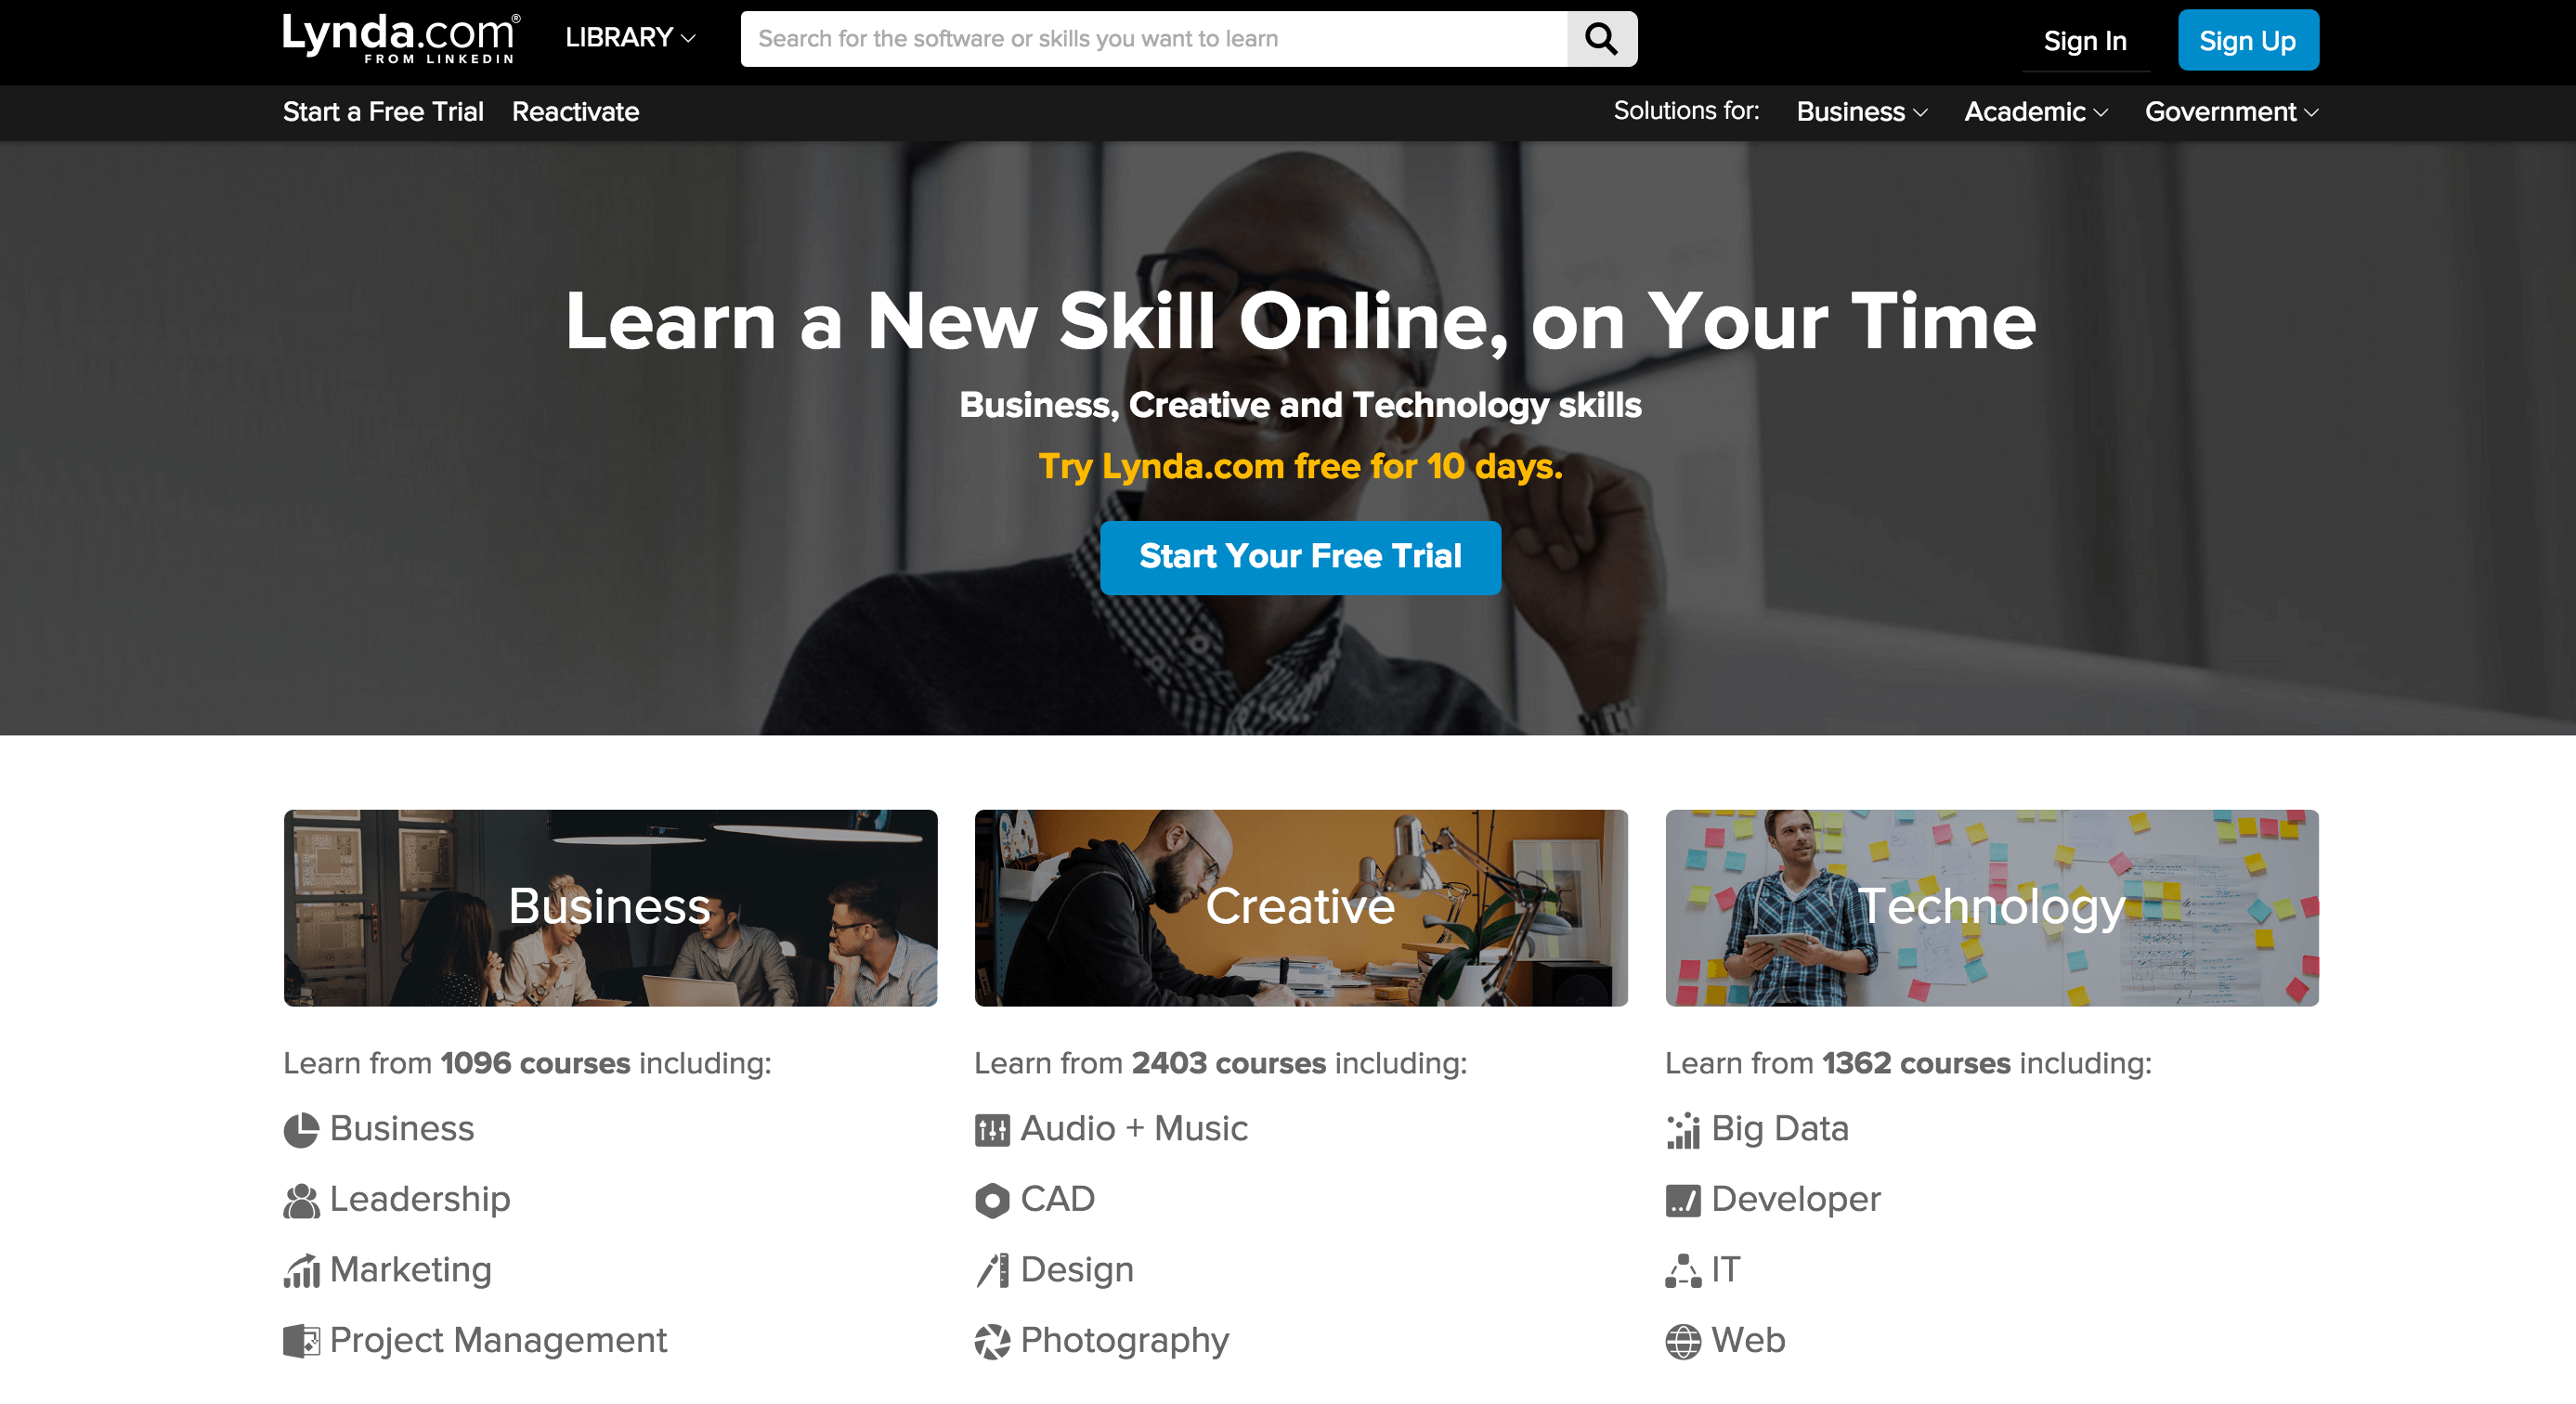 Lynda.com®
FROM LINKEDIN
LIBRARY
Search for the software or skills you want to learn
Sign In
Sign Up
Start a Free Trial
Reactivate
Solutions for:
Business
Academic
Government
Learn a New Skill Online, on Your Time
Business, Creative and Technology skills
Try Lynda.com free for 10 days.
Start Your Free Trial
Business
Learn from 1096 courses including:
Business
Leadership
Marketing
Project Management
Creative
Learn from 2403 courses including:
Audio + Music
CAD
Design
Photography
Technology
Learn from 1362 courses including:
Big Data
Developer
IT
Web